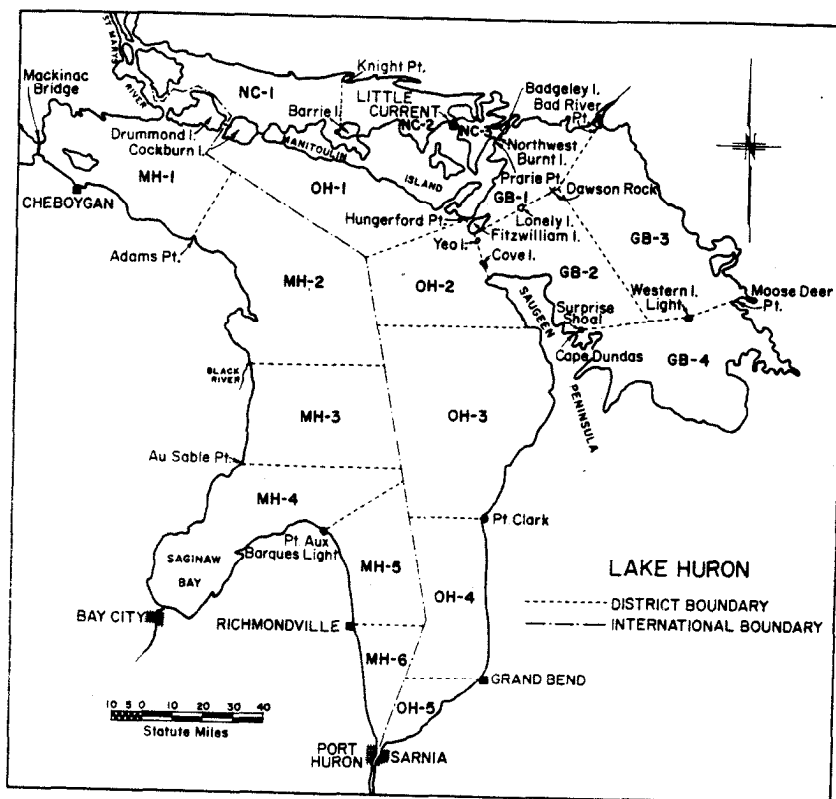 ST MARYS
RIVER
Mackinac
Bridge
NC-1
Knight Pt.
LITTLE
CURRENT
Barrie I.
NC-2
NC-3
Badgeley I.
Bad River
Pt.
Northwest
Burnt I.
Prarie Pt.
Dawson Rock
Drummond I.
Cockburn I.
MANITOULIN
ISLAND
MH-1
OH-1
CHEBOYGAN
GB-1
Lonely I.
Hungerford Pt.
Fitzwilliam I.
Yeo I.
Cove I.
GB-3
Adams Pt.
MH-2
OH-2
GB-2
Western I.
Light
Moose Deer
Pt.
SAUGEEN
PENINSULA
Surprise
Shoal
Cape Dundas
GB-4
BLACK
RIVER
MH-3
OH-3
Au Sable Pt.
MH-4
Pt. Aux
Barques Light
Pt Clark
SAGINAW
BAY
MH-5
LAKE HURON
OH-4
DISTRICT BOUNDARY
INTERNATIONAL BOUNDARY
BAY CITY
RICHMONDVILLE
MH-6
GRAND BEND
OH-5
10 5 0 10 20 30 40
Statute Miles
PORT
HURON
SARNIA